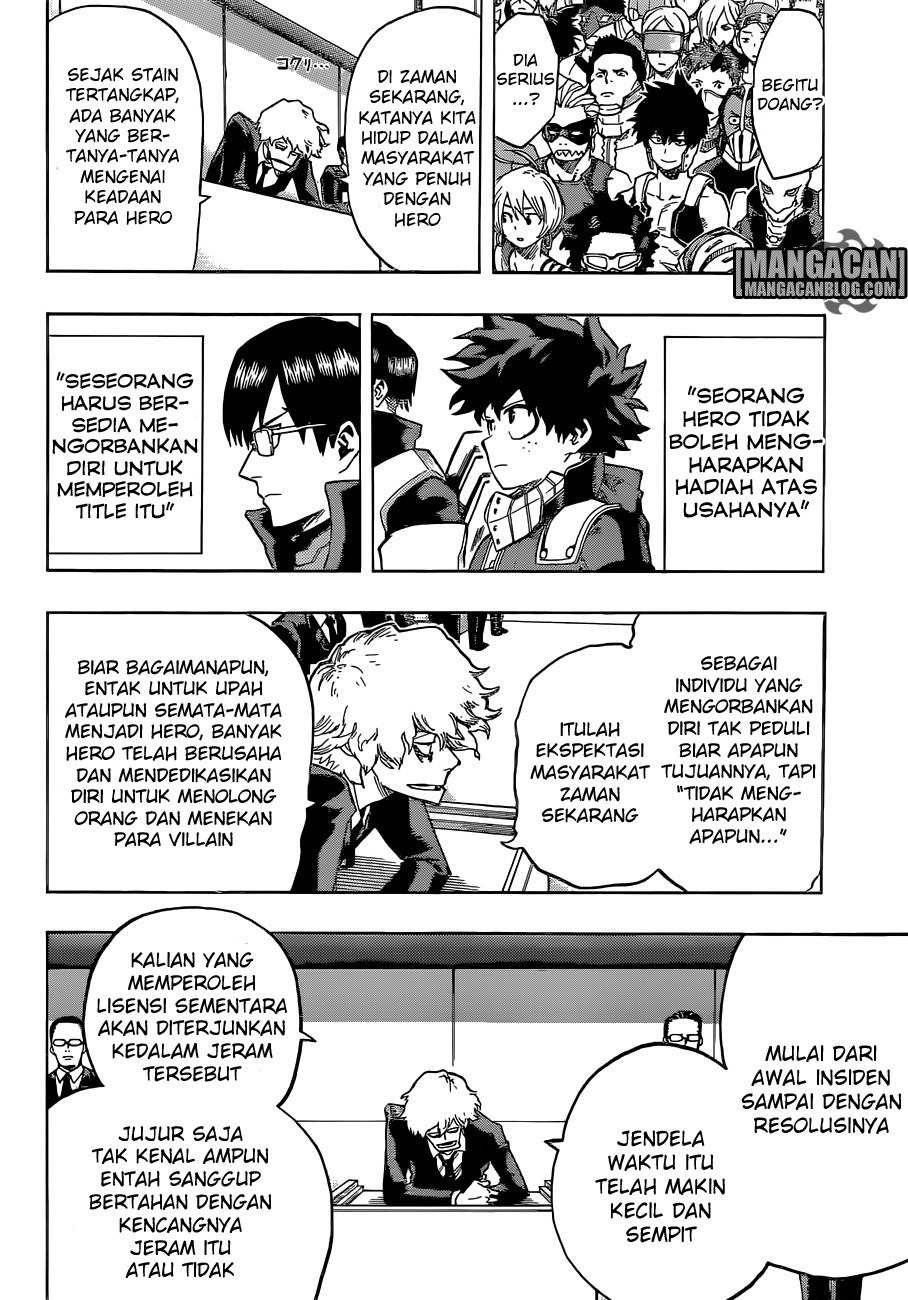 BEGITU
DOANG?
DIA
SERIUS
...?
DI ZAMAN
SEKARANG,
KATANYA KITA
HIDUP DALAM
MASYARAKAT
YANG PENUH
DENGAN
HERO
コクリ...
SEJAK STAIN
TERTANGKAP,
ADA BANYAK
YANG BER-
TANYA-TANYA
MENGENAI
KEADAAN
PARA HERO
[MANGACAN]
MANGACANBLOG.COM
"SEORANG
HERO TIDAK
BOLEH MENG-
HARAPKAN
HADIAH ATAS
USAHANYA"
"SESEORANG
HARUS BER-
SEDIA ME-
NGORBANKAN
DIRI UNTUK
MEMPEROLEH
TITLE ITU"
SEBAGAI
INDIVIDU YANG
MENGORBANKAN
DIRI TAK PEDULI
BIAR APAPUN
TUJUANNYA, TAPI
"TIDAK MENG-
HARAPKAN
APAPUN..."
ITULAH
EKSPEKTASI
MASYARAKAT
ZAMAN
SEKARANG
BIAR BAGAIMANAPUN,
ENTAK UNTUK UPAH
ATAUPUN SEMATA-MATA
MENJADI HERO, BANYAK
HERO TELAH BERUSAHA
DAN MENDEDIKASIKAN
DIRI UNTUK MENOLONG
ORANG DAN MENEKAN
PARA VILLAIN
MULAI DARI
AWAL INSIDEN
SAMPAI DENGAN
RESOLUSINYA
JENDELA
WAKTU ITU
TELAH MAKIN
KECIL DAN
SEMPIT
KALIAN YANG
MEMPEROLEH
LISENSI SEMENTARA
AKAN DITERJUNKAN
KEDALAM JERAM
TERSEBUT
JUJUR SAJA
TAK KENAL AMPUN
ENTAH SANGGUP
BERTAHAN DENGAN
KENCANGNYA
JERAM ITU
ATAU TIDAK